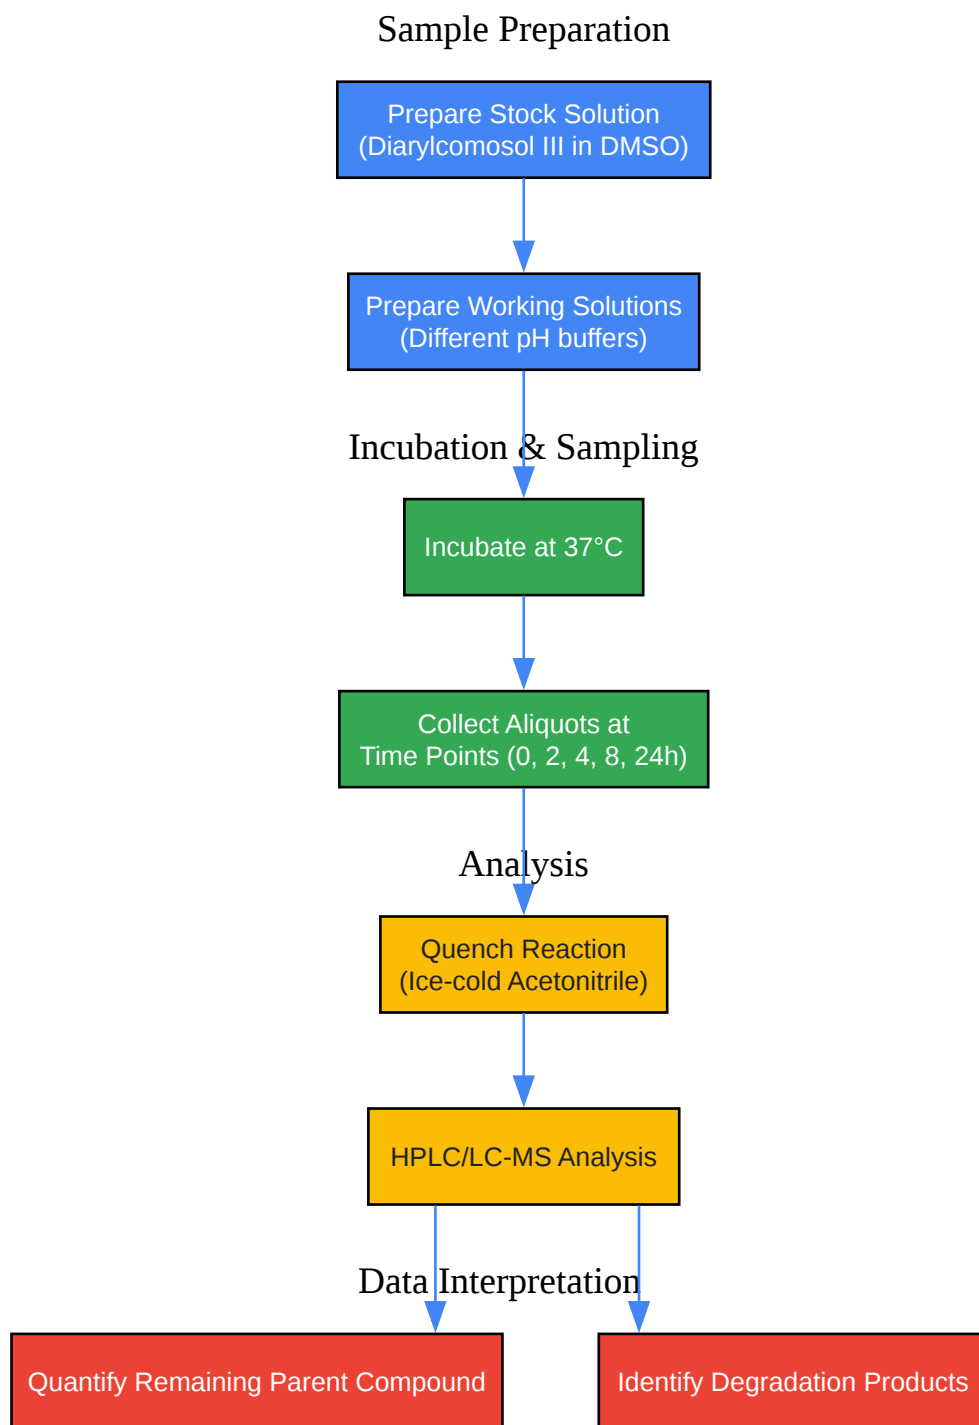 Sample Preparation
Prepare Stock Solution
(Diarylcomosol III in DMSO)
Prepare Working Solutions
(Different pH buffers)
Incubation & Sampling
Incubate at 37°C
Collect Aliquots at
Time Points (0, 2, 4, 8, 24h)
Analysis
Quench Reaction
(Ice-cold Acetonitrile)
HPLC/LC-MS Analysis
Data Interpretation
Quantify Remaining Parent Compound
Identify Degradation Products